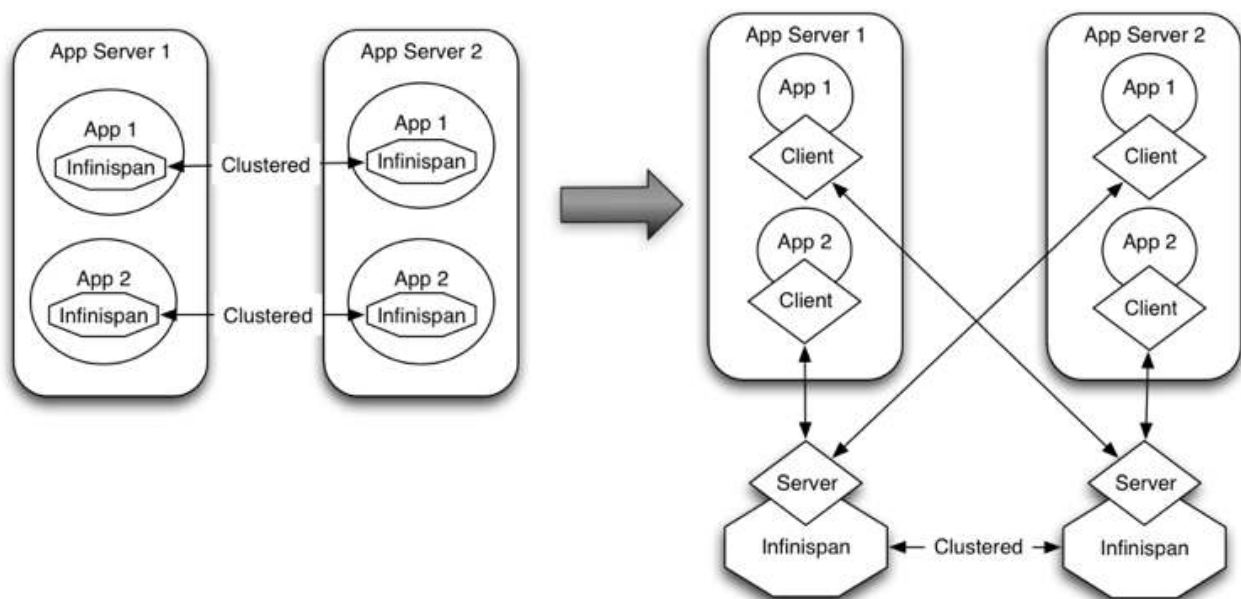 App Server 1
App 1
Infinispan
App 2
Infinispan
Clustered
Clustered
App Server 2
App 1
Infinispan
App 2
Infinispan
App Server 1
App 1
Client
App 2
Client
App Server 2
App 1
Client
App 2
Client
Server
Infinispan
Clustered
Server
Infinispan